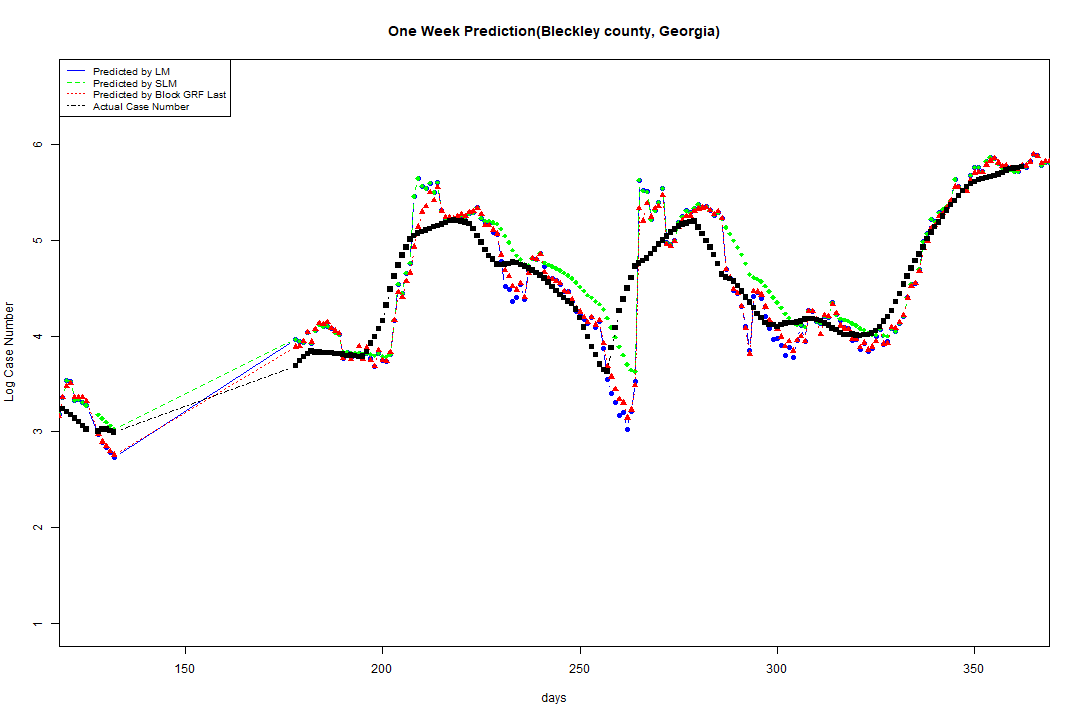 One Week Prediction(Bleckley county, Georgia)
Predicted by LM
Predicted by SLM
Predicted by Block GRF Last
Actual Case Number
6
5
4
3
2
1
Log Case Number
150 200 250 300 350
days